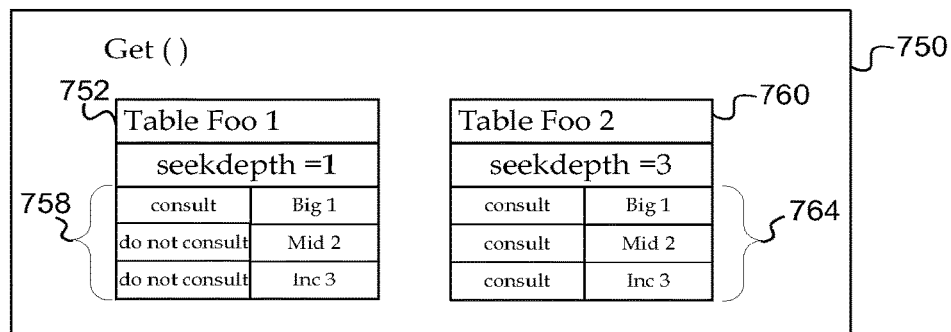 Get ( )
750
752
760
Table Foo 1
Table Foo 2
seekdepth =1
seekdepth =3
758
consult Big 1
consult Big 1
764
do not consult Mid 2
consult Mid 2
do not consult Inc 3
consult Inc 3